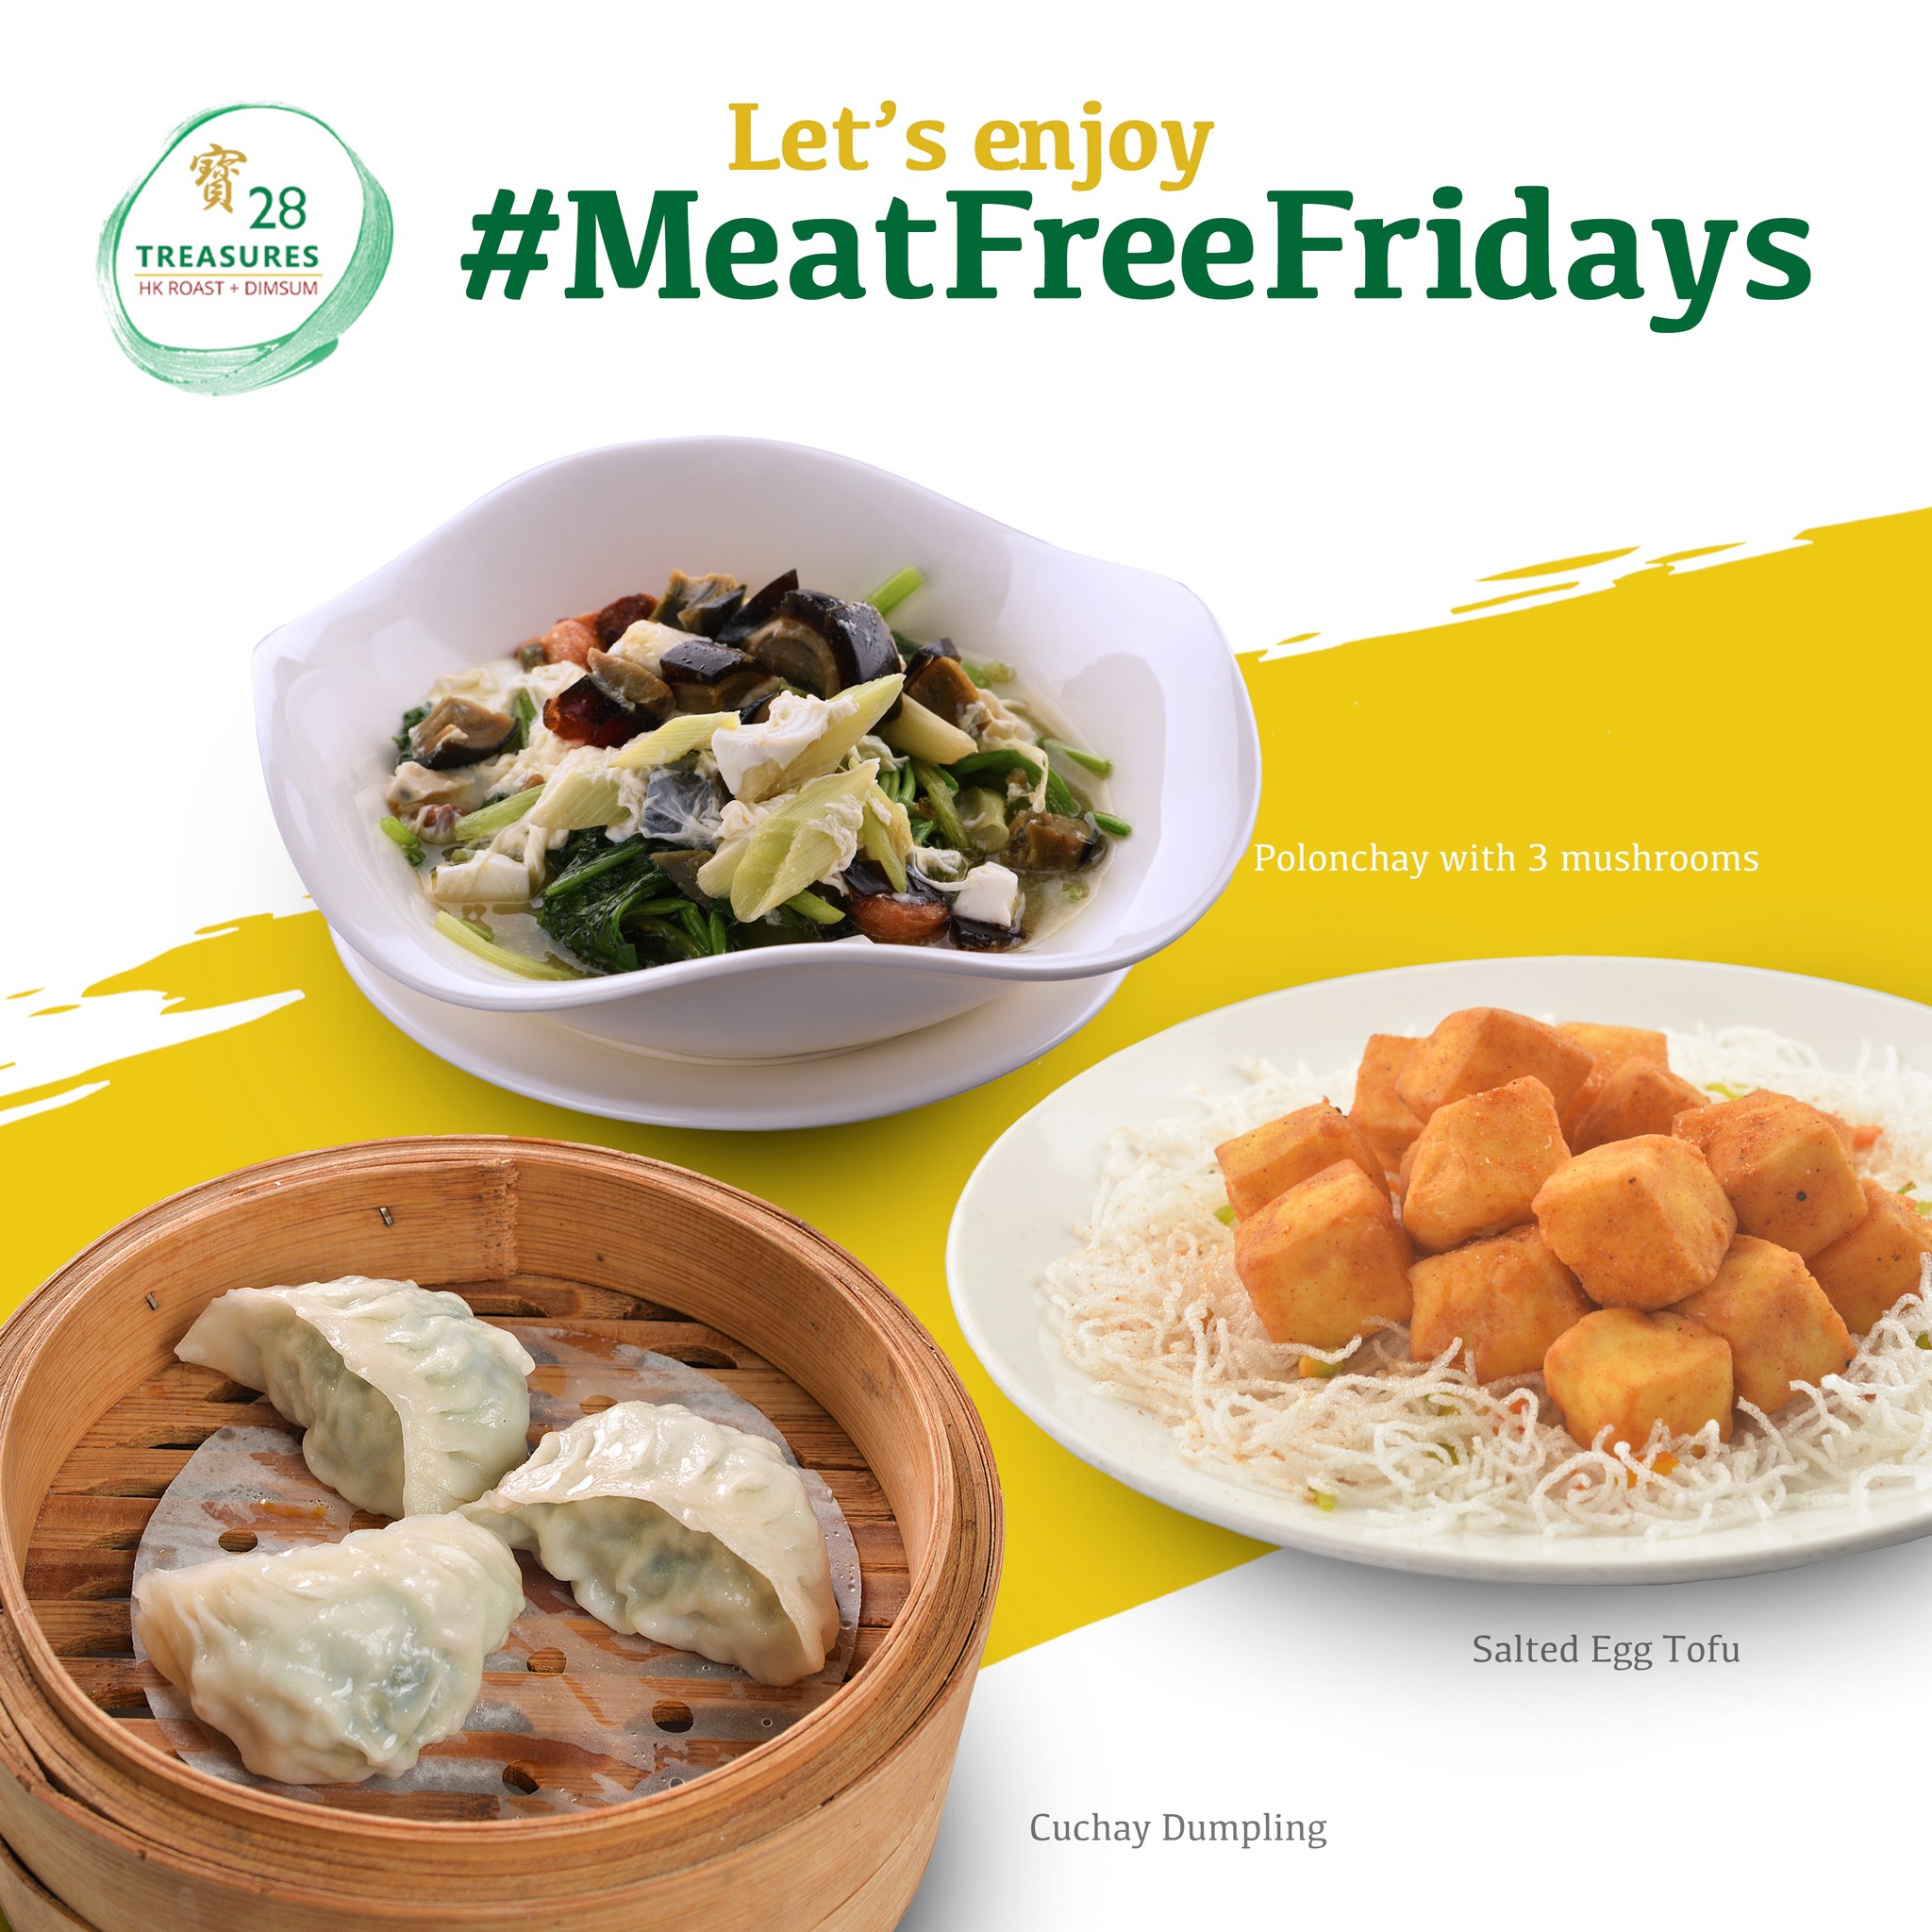 寶 28
TREASURES
HK ROAST + DIMSUM
Let's enjoy
#MeatFreeFridays
Polonchay with 3 mushrooms
Salted Egg Tofu
Cuchay Dumpling